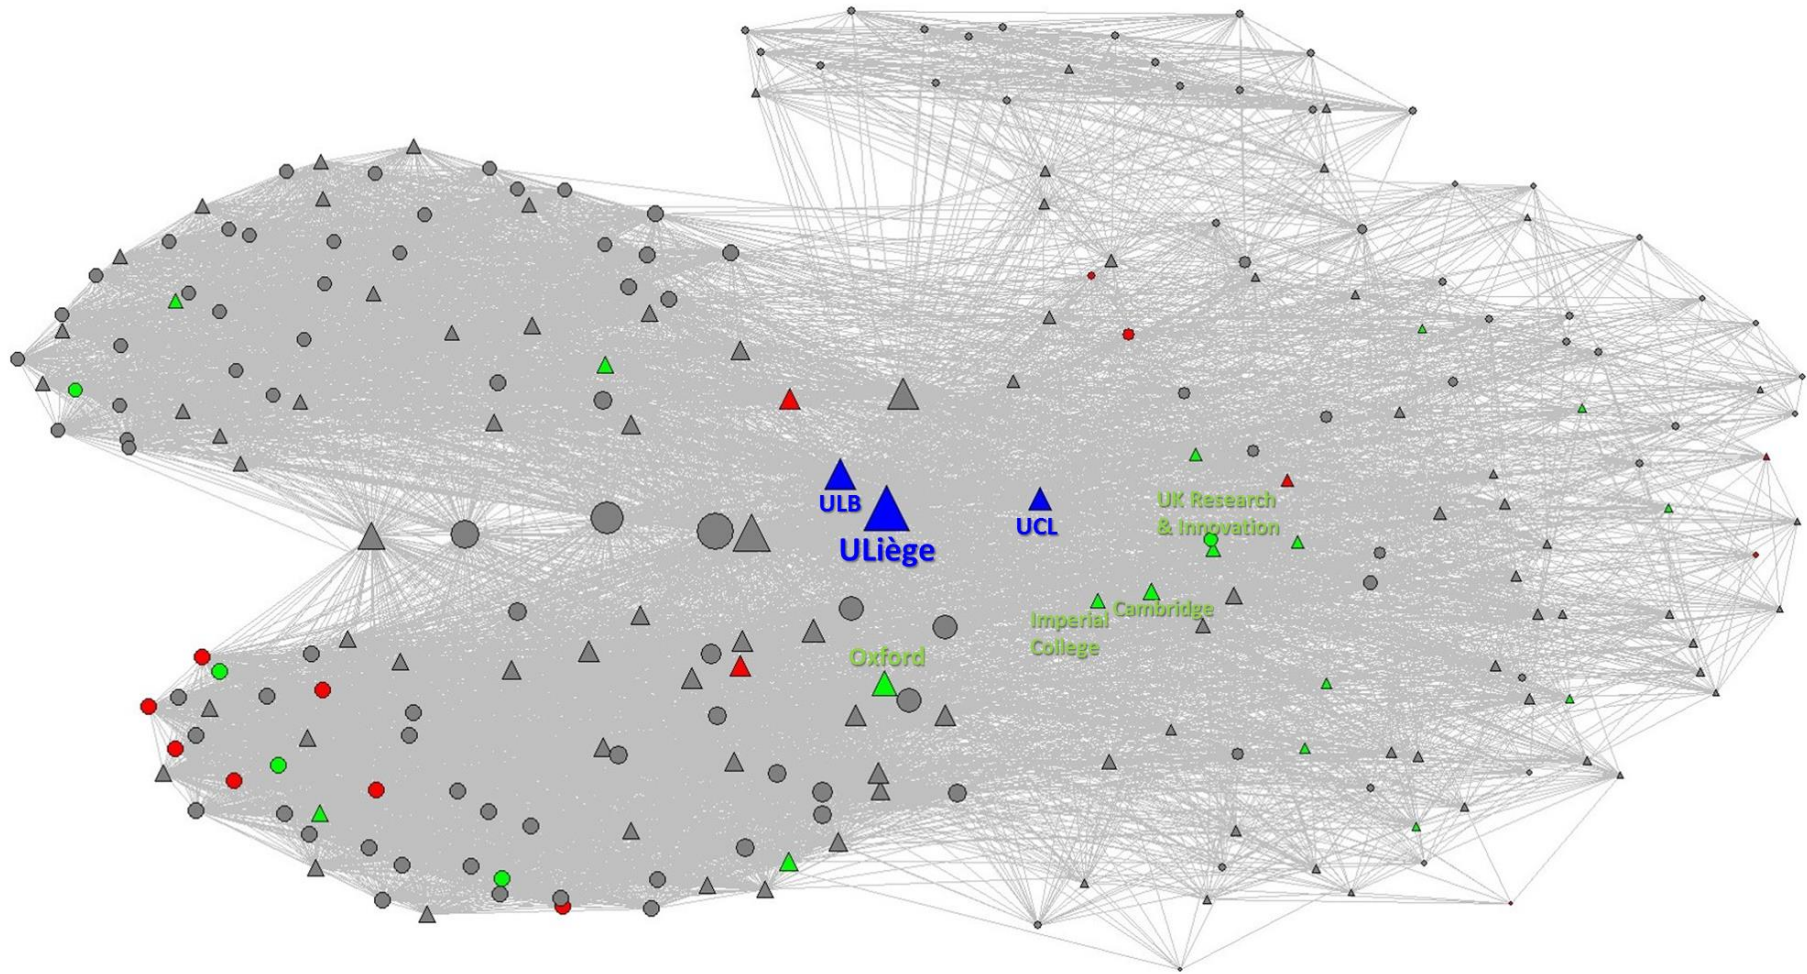 ULB
ULiège
UCL
UK Research
& Innovation
Imperial
College
Cambridge
Oxford